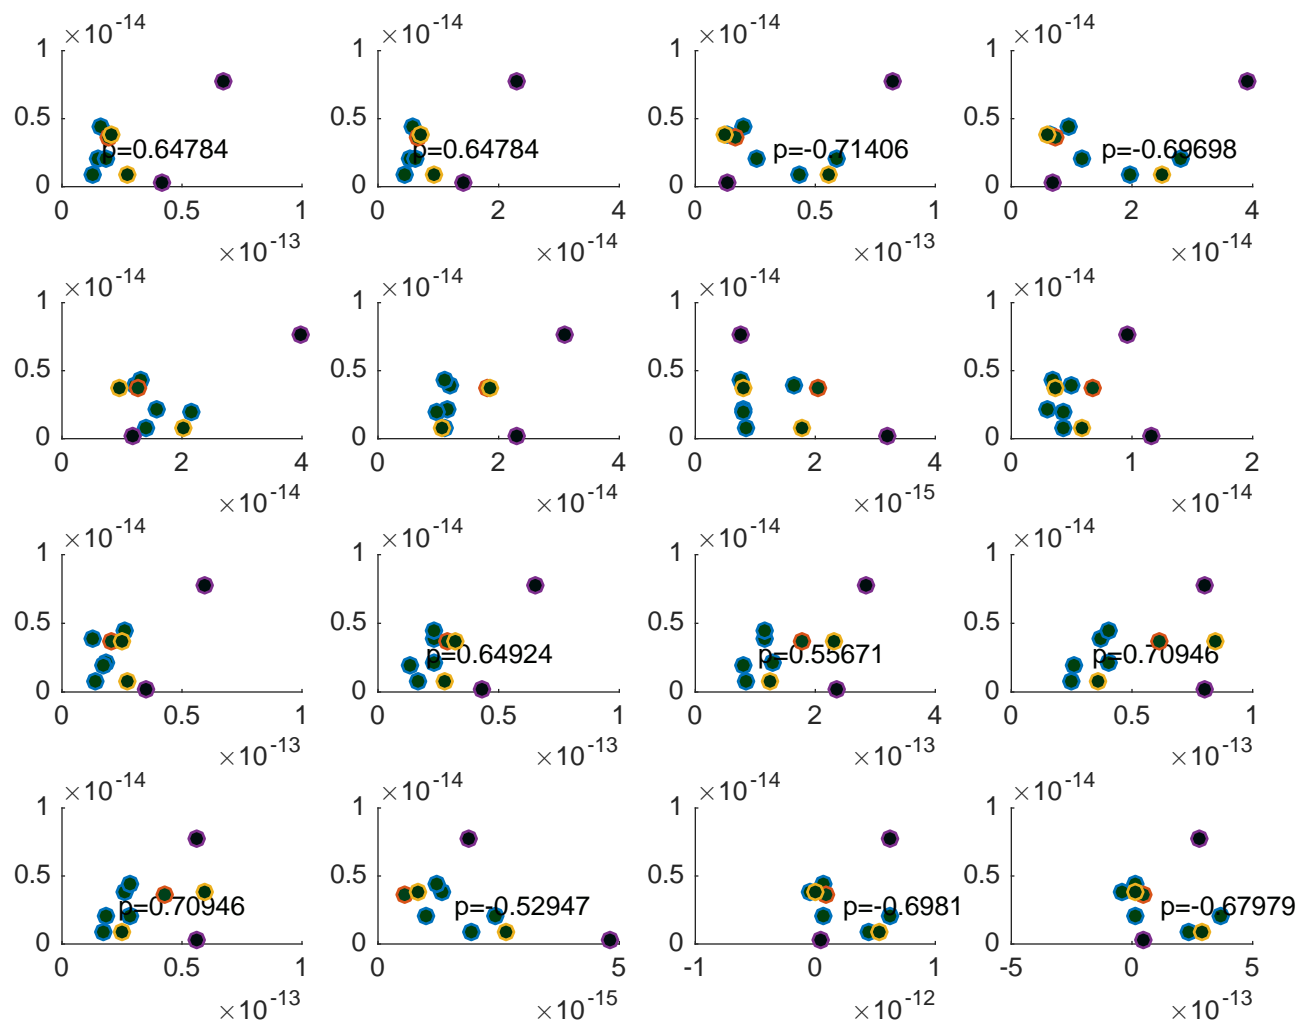 1 ×10-14 1 ×10-14 1 ×10-14 1 ×10-14
0.5 0.5 0.5 0.5
p=0.64784 p=0.64784 p=-0.71406 p=-0.69698
0 0 0 0
0 0.5 1 0 2 4 0 0.5 1 0 2 4
×10-13 ×10-14 ×10-13 ×10-14
1 ×10-14 1 ×10-14 1 ×10-14 1 ×10-14
0.5 0.5 0.5 0.5
0 0 0 0
0 2 4 0 2 4 0 2 4 0 1 2
×10-14 ×10-14 ×10-15 ×10-14
1 ×10-14 1 ×10-14 1 ×10-14 1 ×10-14
0.5 0.5 0.5 0.5
p=0.64924 p=0.55671 p=0.70946
0 0 0 0
0 0.5 1 0 0.5 1 0 2 4 0 0.5 1
×10-13 ×10-13 ×10-13 ×10-13
1 ×10-14 1 ×10-14 1 ×10-14 1 ×10-14
0.5 0.5 0.5 0.5
p=0.70946 p=-0.52947 p=-0.6981 p=-0.67979
0 0 0 0
0 0.5 1 0 5 -1 0 1 -5 0 5
×10-13 ×10-15 ×10-12 ×10-13